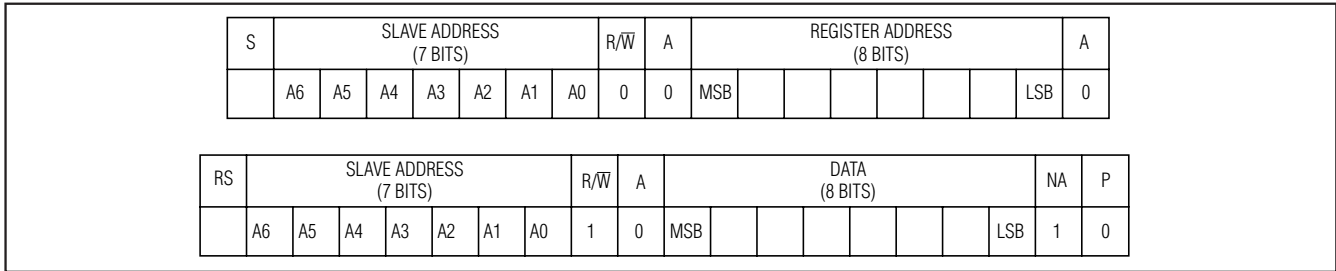 S SLAVE ADDRESS (7 BITS) R/W̅ A REGISTER ADDRESS (8 BITS) A
A6 A5 A4 A3 A2 A1 A0 0 0 MSB LSB 0
RS SLAVE ADDRESS (7 BITS) R/W̅ A DATA (8 BITS) NA P
A6 A5 A4 A3 A2 A1 A0 1 0 MSB LSB 1 0